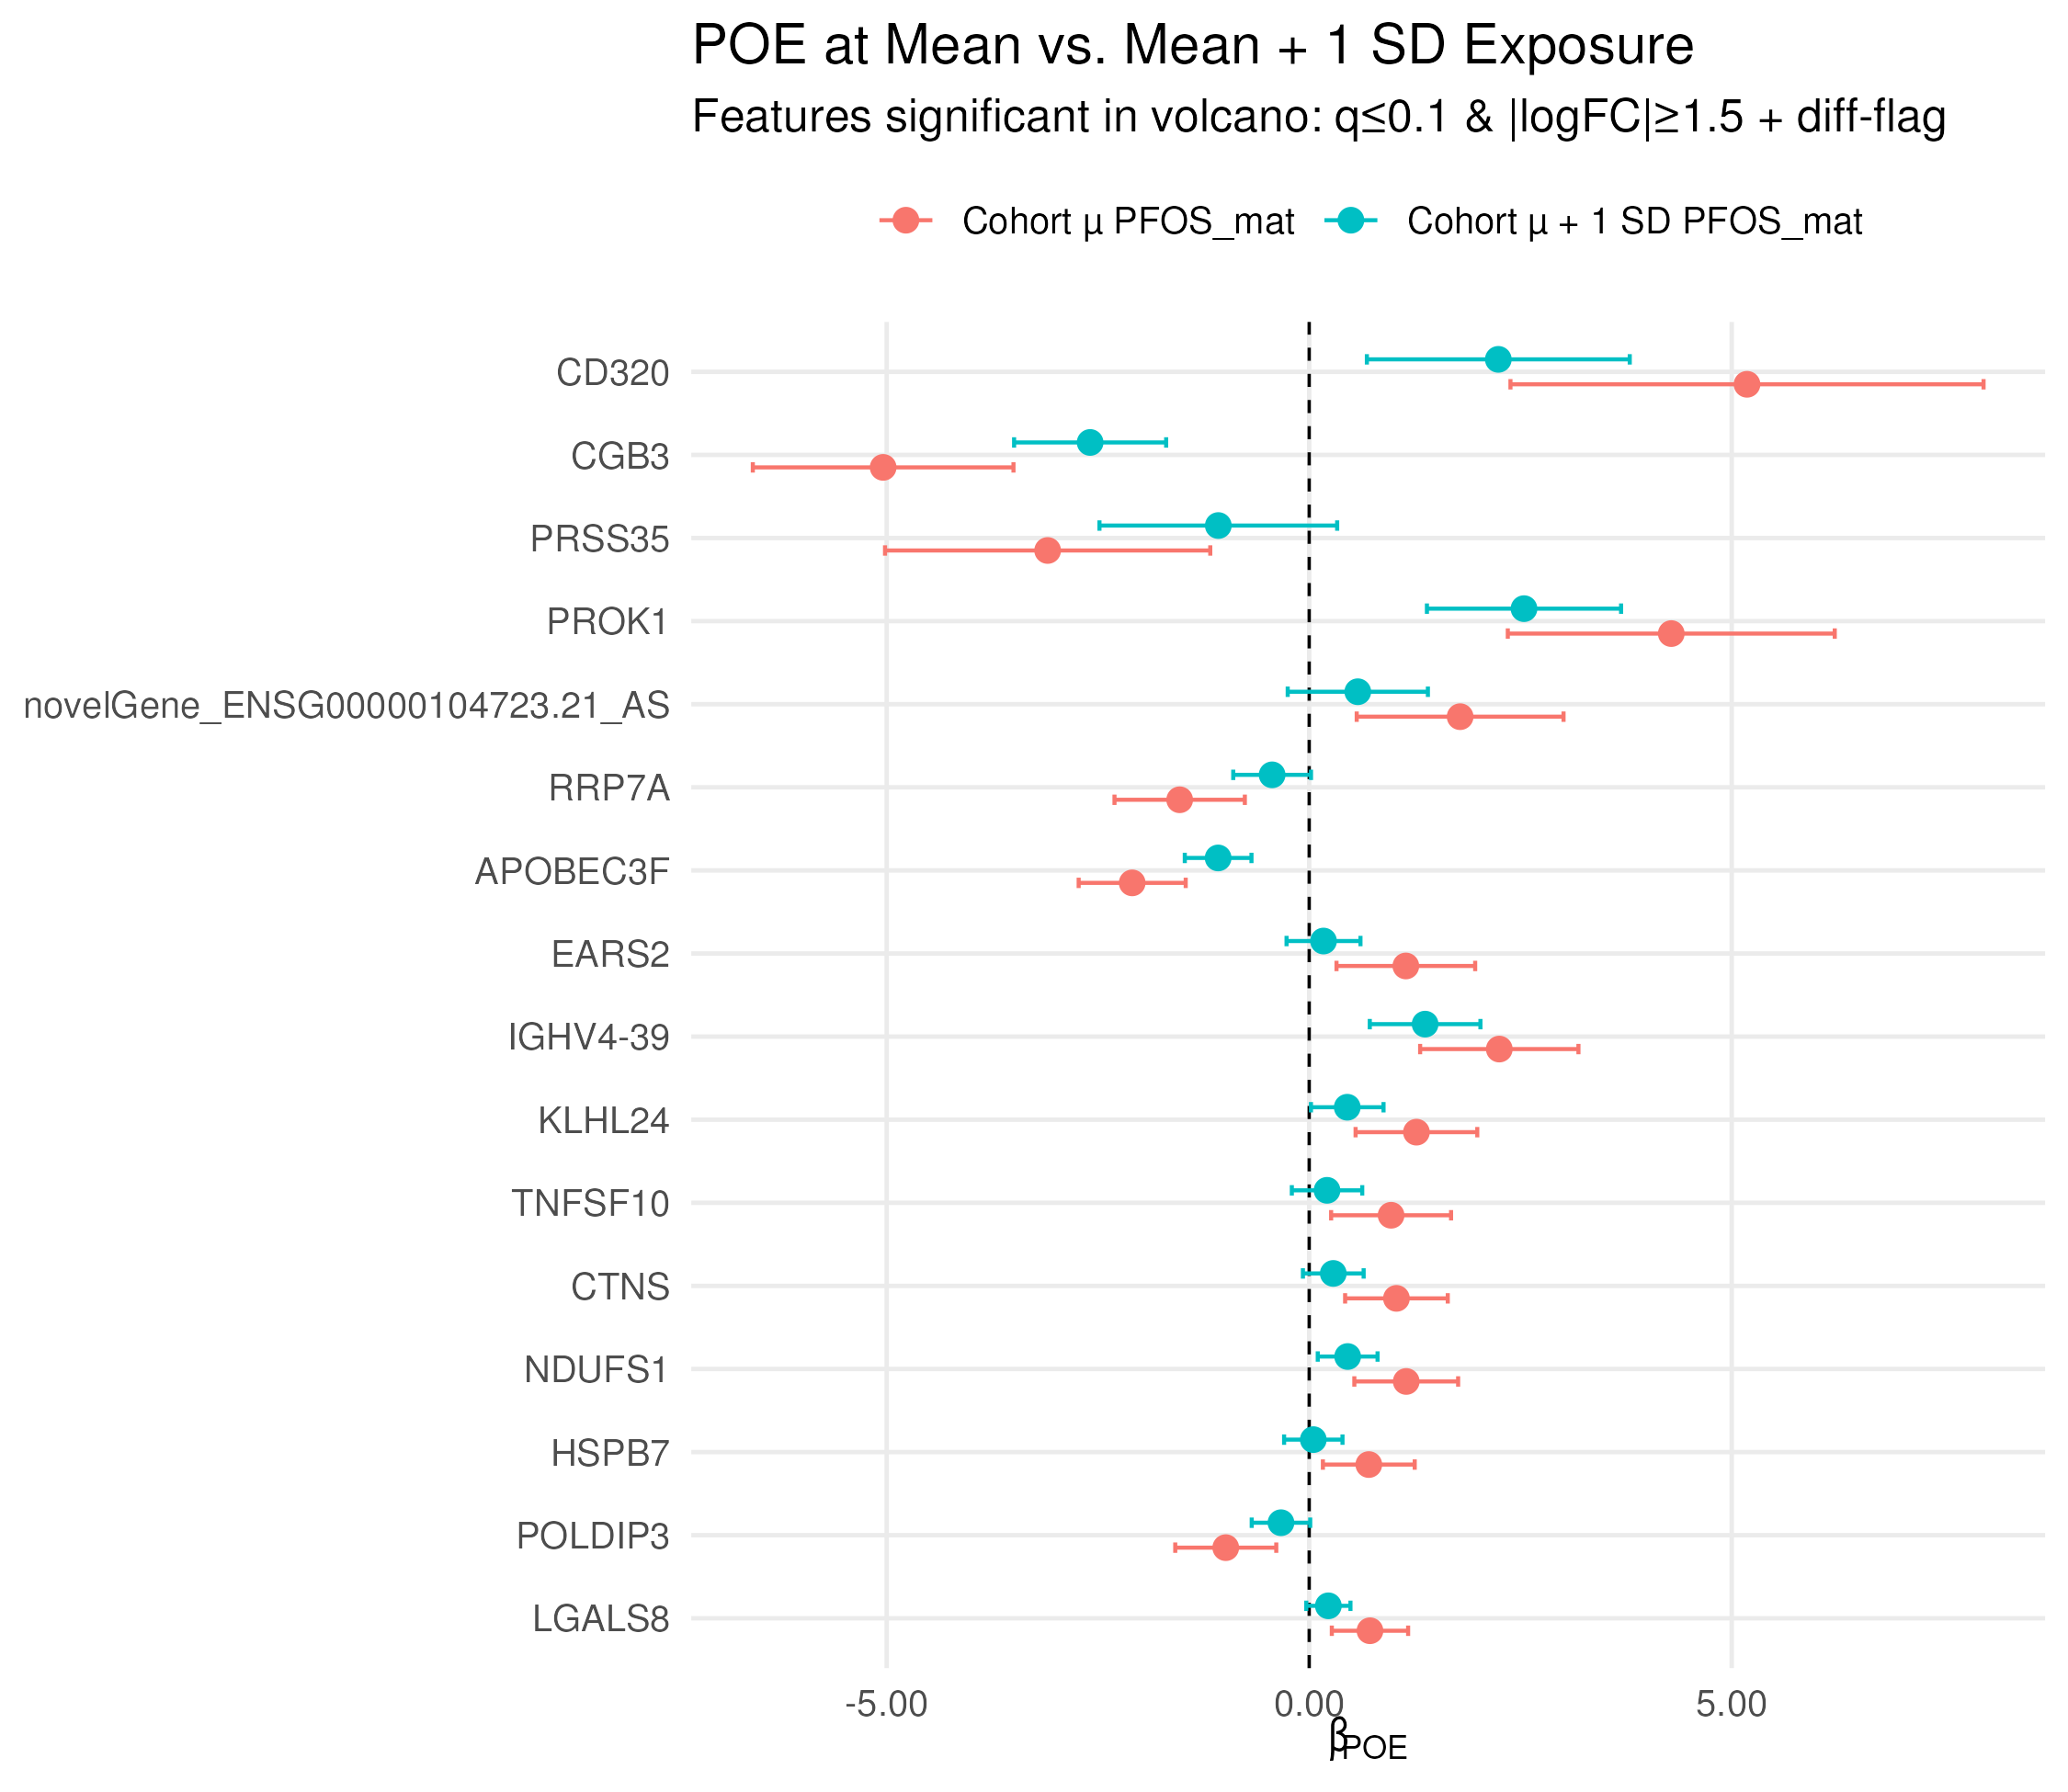 POE at Mean vs. Mean + 1 SD Exposure
Features significant in volcano: q≤0.1 & |logFC|≥1.5 + diff-flag
Cohort µ PFOS_mat Cohort µ + 1 SD PFOS_mat
CD320
CGB3
PRSS35
PROK1
novelGene_ENSG00000104723.21_AS
RRP7A
APOBEC3F
EARS2
IGHV4-39
KLHL24
TNFSF10
CTNS
NDUFS1
HSPB7
POLDIP3
LGALS8
-5.00 0.00 5.00
βPOE